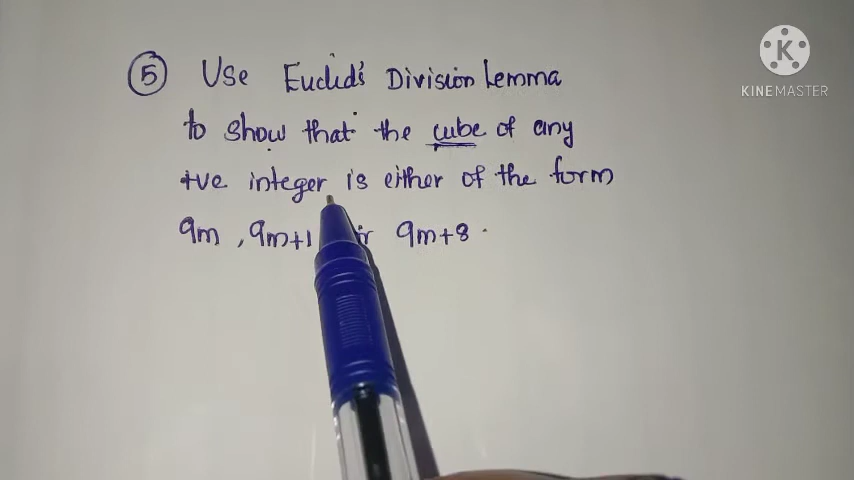 K
KINEMASTER
5 Use Euclid's Division Lemma
to show that the cube of any
+ve integer is either of the form
9m, 9m+1 9m+8.